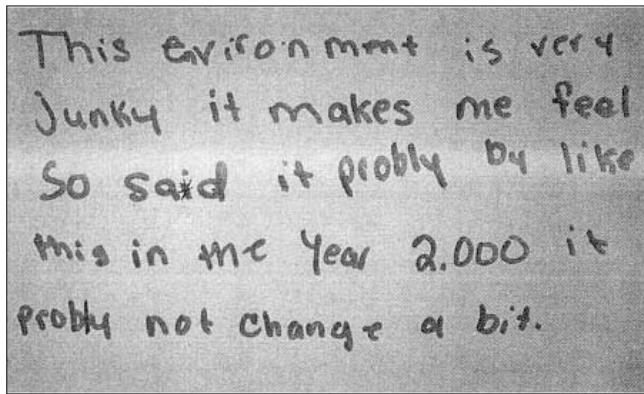 This Environment is very
Junky it makes me feel
So said it probly by like
this in the Year 2.000 it
probly not change a bit.